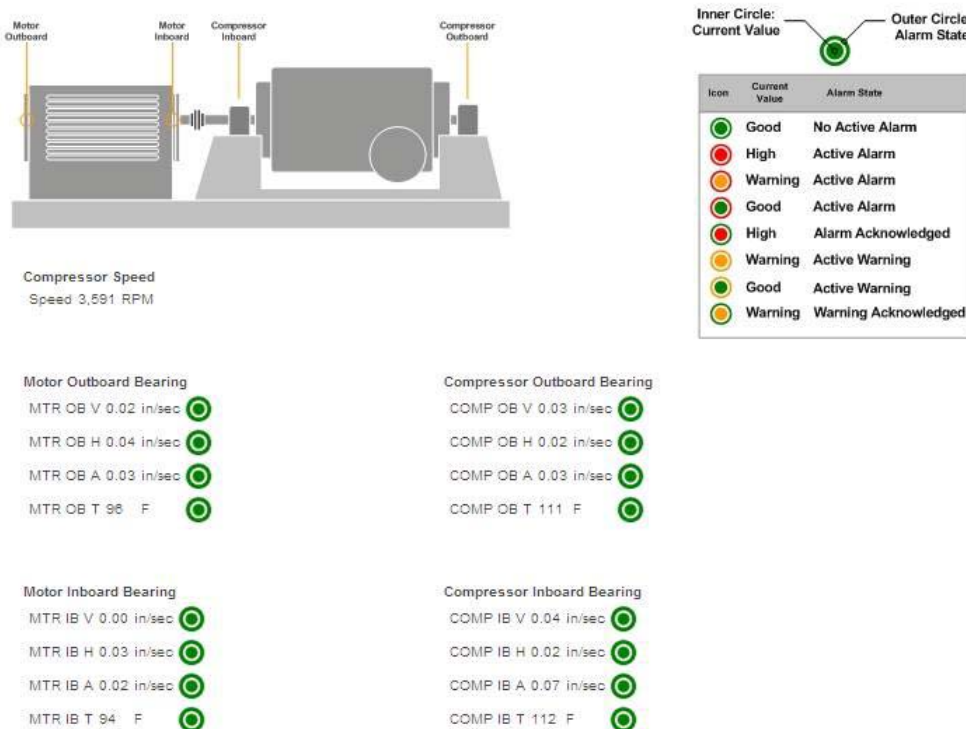 Motor
Outboard
Motor
Inboard
Compressor
Inboard
Compressor
Outboard
Inner Circle:
Current Value
Outer Circle
Alarm State
Icon Current Value Alarm State
Good No Active Alarm
High Active Alarm
Warning Active Alarm
Good Active Alarm
High Alarm Acknowledged
Warning Active Warning
Good Active Warning
Warning Warning Acknowledged
Compressor Speed
Speed 3,591 RPM
Motor Outboard Bearing
MTR OB V 0.02 in/sec
MTR OB H 0.04 in/sec
MTR OB A 0.03 in/sec
MTR OB T 96 F
Compressor Outboard Bearing
COMP OB V 0.03 in/sec
COMP OB H 0.02 in/sec
COMP OB A 0.03 in/sec
COMP OB T 111 F
Motor Inboard Bearing
MTR IB V 0.00 in/sec
MTR IB H 0.03 in/sec
MTR IB A 0.02 in/sec
MTR IB T 94 F
Compressor Inboard Bearing
COMP IB V 0.04 in/sec
COMP IB H 0.02 in/sec
COMP IB A 0.07 in/sec
COMP IB T 112 F